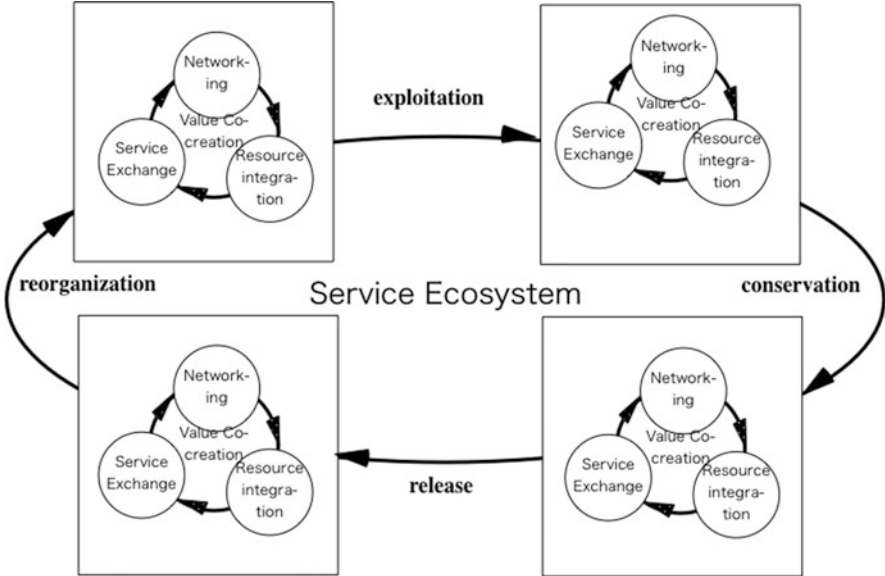 Network-
ing
Value Co-
creation
Service
Exchange
Resource
integra-
tion
exploitation
Network-
ing
Value Co-
creation
Service
Exchange
Resource
integra-
tion
reorganization
Service Ecosystem
conservation
Network-
ing
Value Co-
creation
Service
Exchange
Resource
integra-
tion
release
Network-
ing
Value Co-
creation
Service
Exchange
Resource
integra-
tion